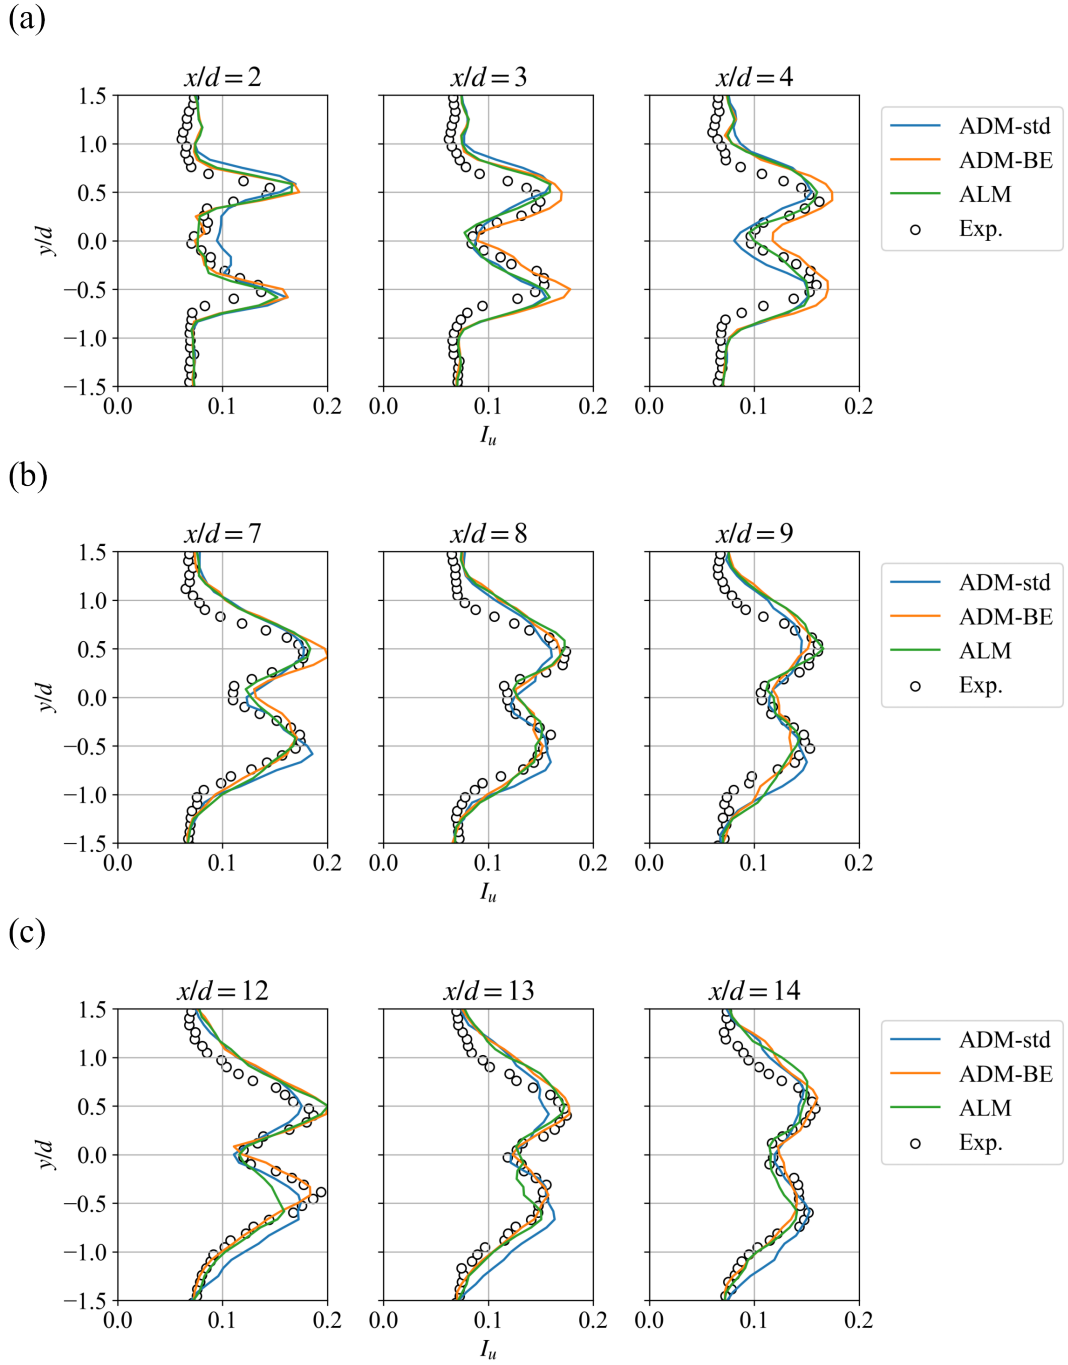 (a)
x/d = 2 x/d = 3 x/d = 4
1.5
1.0
0.5
0.0
−0.5
−1.0
−1.5
y/d
0.0 0.1 0.2 0.0 0.1 0.2 0.0 0.1 0.2
I_u
ADM-std
ADM-BE
ALM
Exp.
(b)
x/d = 7 x/d = 8 x/d = 9
1.5
1.0
0.5
0.0
−0.5
−1.0
−1.5
y/d
0.0 0.1 0.2 0.0 0.1 0.2 0.0 0.1 0.2
I_u
ADM-std
ADM-BE
ALM
Exp.
(c)
x/d = 12 x/d = 13 x/d = 14
1.5
1.0
0.5
0.0
−0.5
−1.0
−1.5
y/d
0.0 0.1 0.2 0.0 0.1 0.2 0.0 0.1 0.2
I_u
ADM-std
ADM-BE
ALM
Exp.